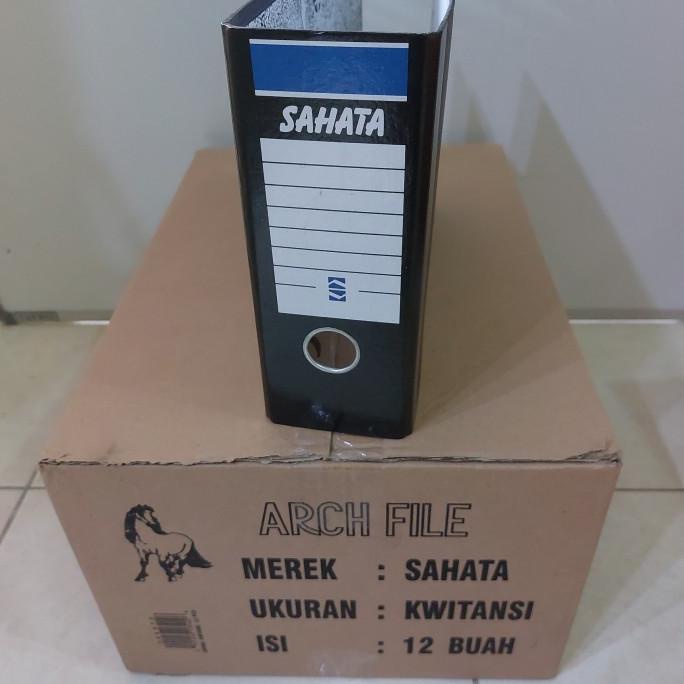 SAHATA
ARCH FILE
MEREK : SAHATA
UKURAN : KWITANSI
ISI : 12 BUAH